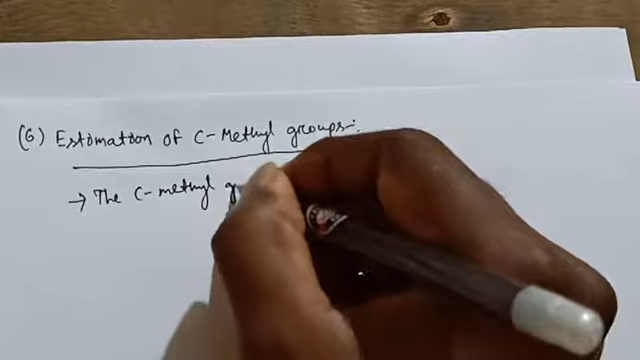 (6) Estimation of C-Methyl groups:-
→ The C-methyl g